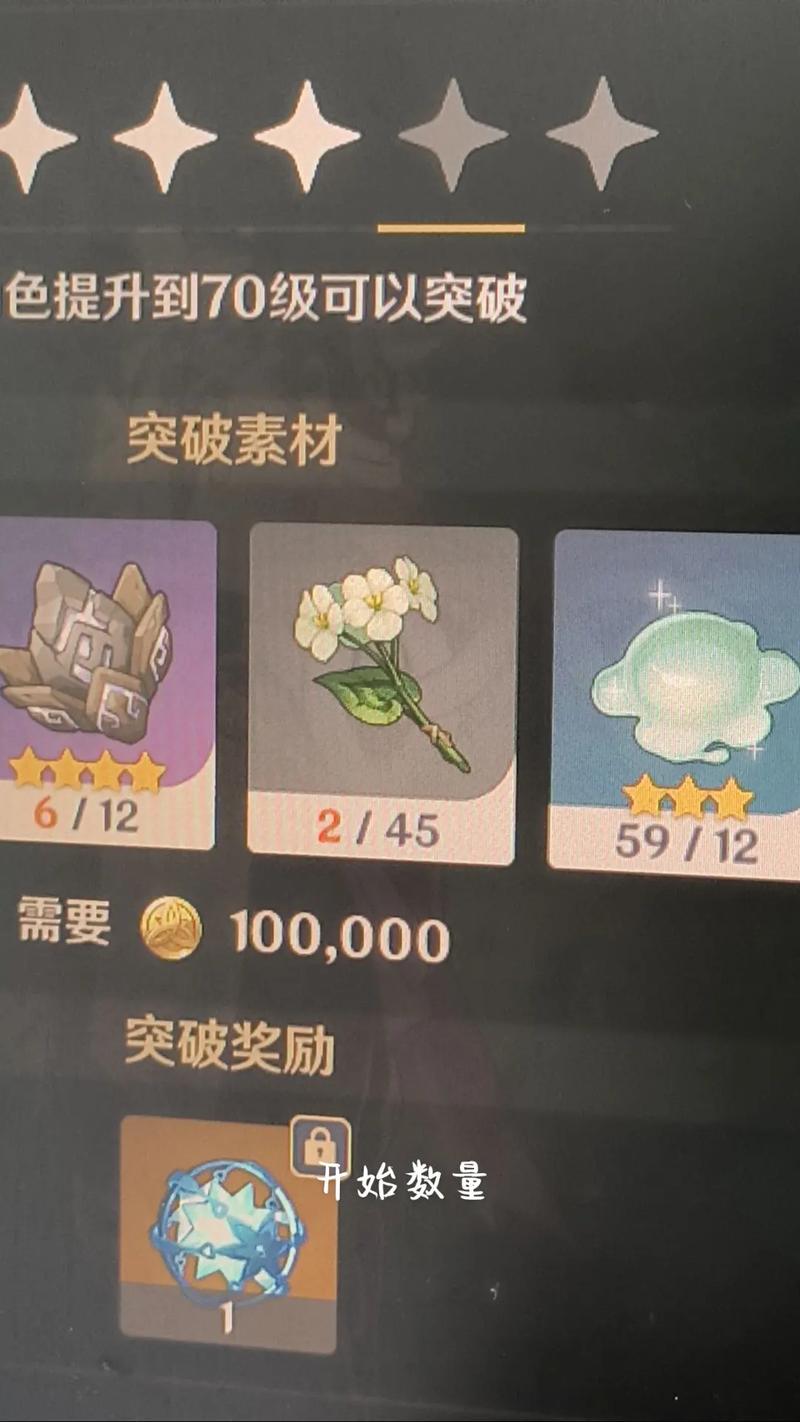 色提升到70级可以突破
突破素材
6 / 12
2 / 45
59 / 12
需要 100,000
突破奖励
开始数量
1